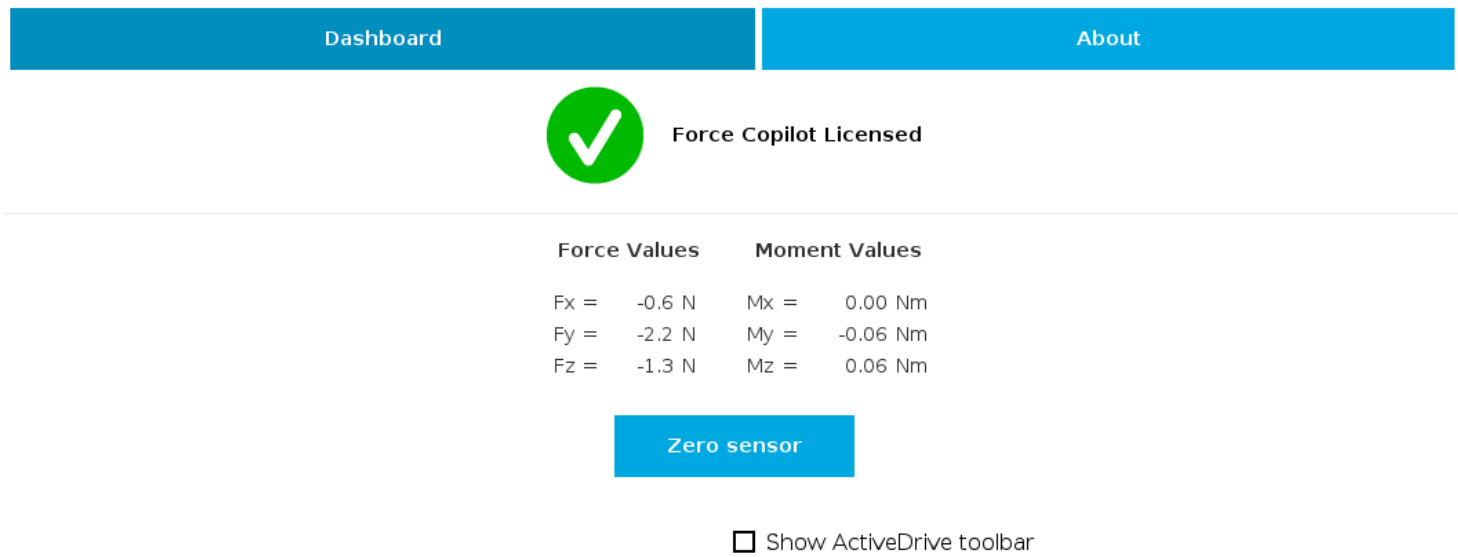 Dashboard About
Force Copilot Licensed
Force Values Moment Values
Fx = -0.6 N Mx = 0.00 Nm
Fy = -2.2 N My = -0.06 Nm
Fz = -1.3 N Mz = 0.06 Nm
Zero sensor
Show ActiveDrive toolbar